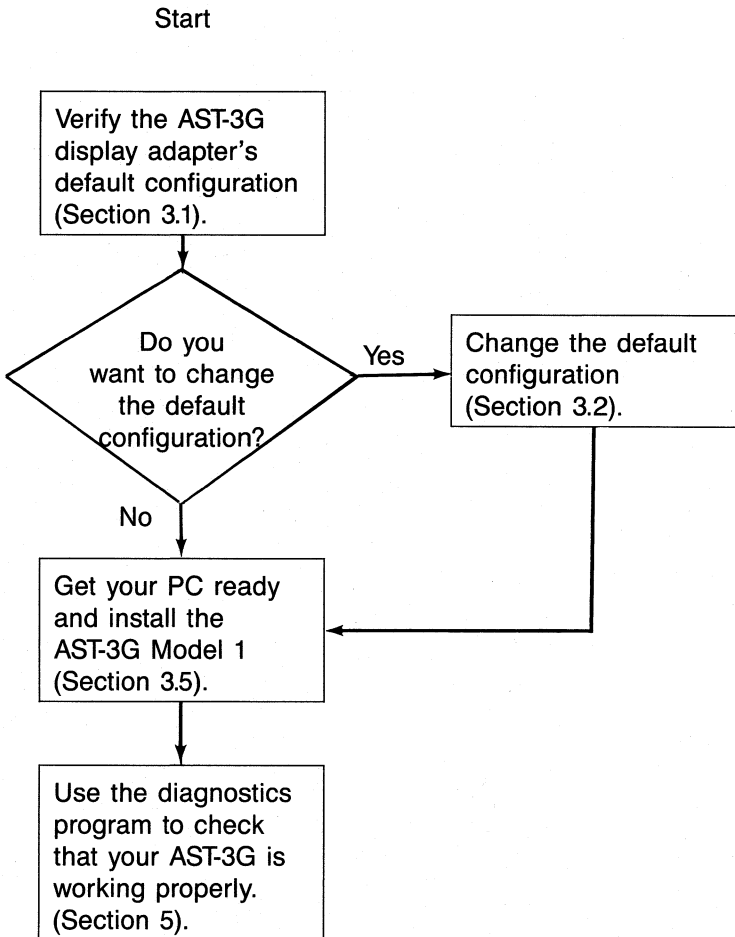 Start
Verify the AST-3G
display adapter's
default configuration
(Section 3.1).
Do you
want to change
the default
configuration?
Yes
Change the default
configuration
(Section 3.2).
No
Get your PC ready
and install the
AST-3G Model 1
(Section 3.5).
Use the diagnostics
program to check
that your AST-3G is
working properly.
(Section 5).